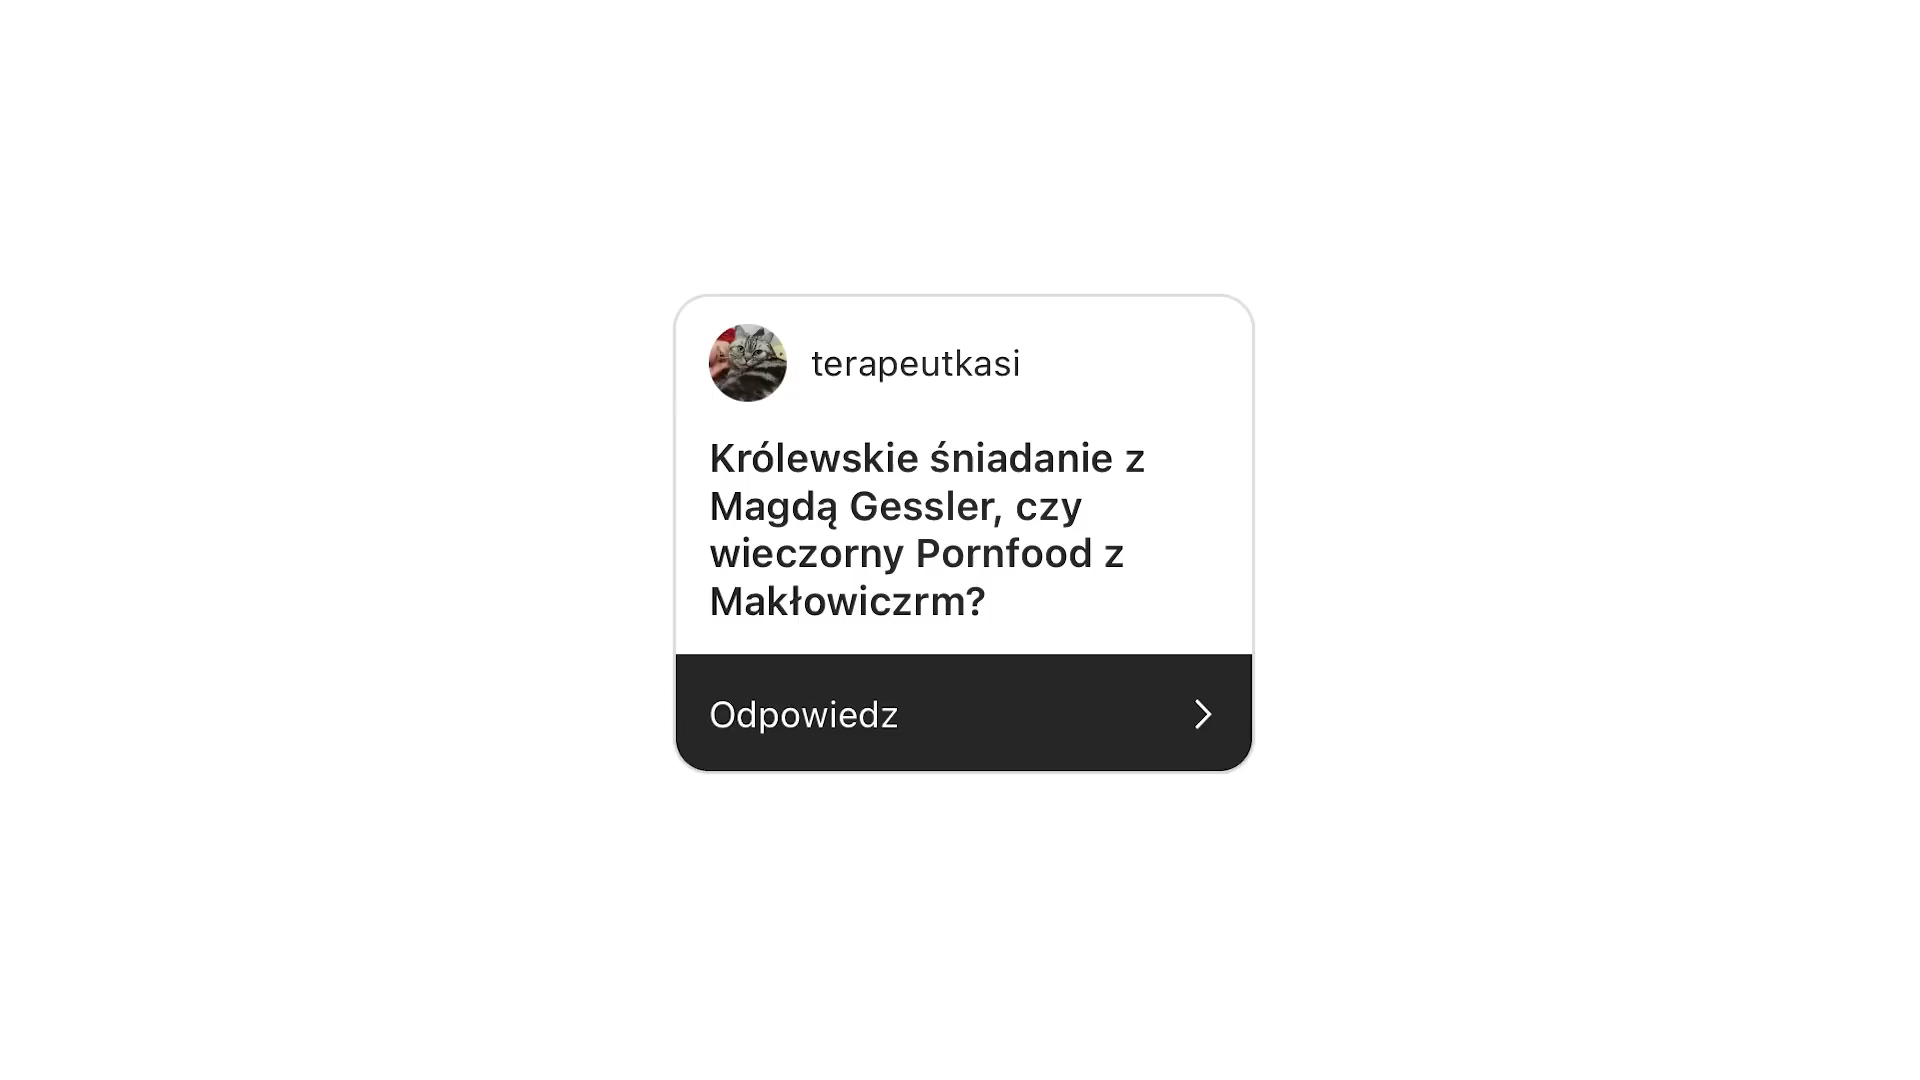 terapeutkasi
Królewskie śniadanie z
Magdą Gessler, czy
wieczorny Pornfood z
Makłowiczrm?
Odpowiedz